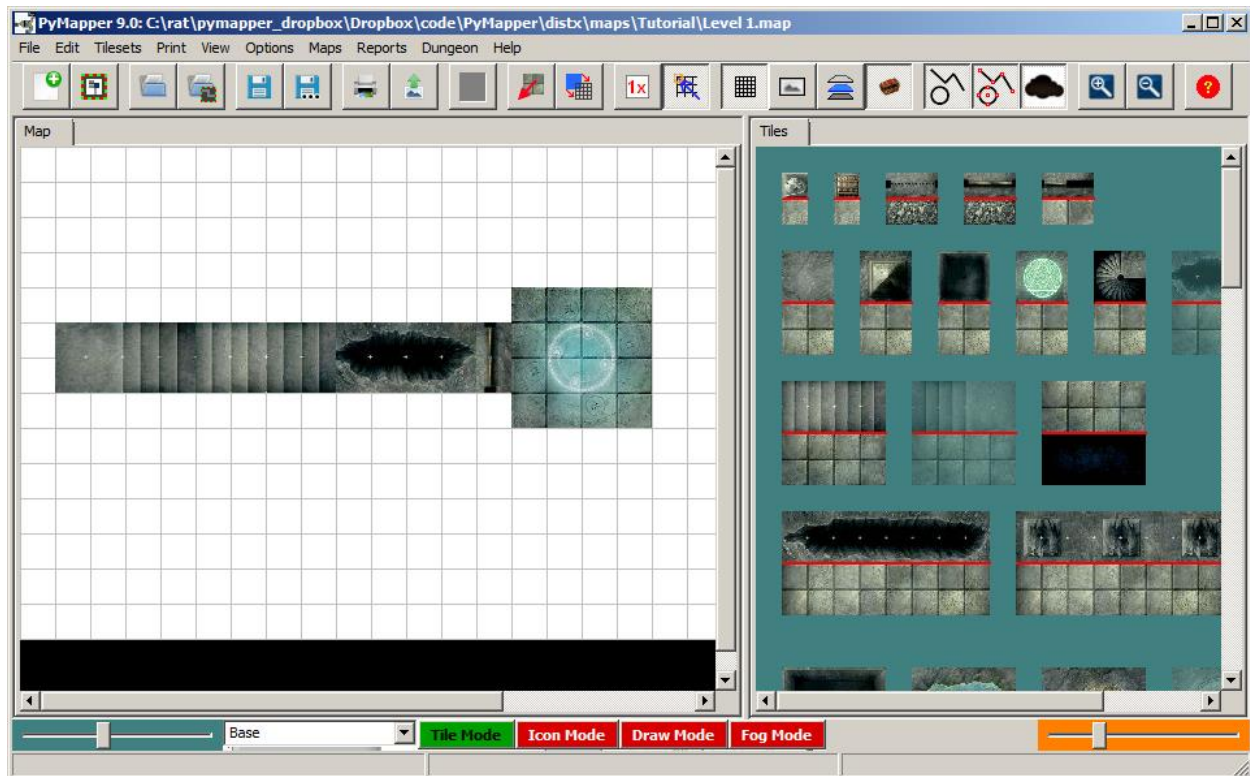 PyMapper 9.0: C:\rat\pymapper_dropbox\Dropbox\code\PyMapper\distx\maps\Tutorial\Level 1.map
File Edit Tilesets Print View Options Maps Reports Dungeon Help
1x
?
Map
Tiles
Base
Tile Mode
Icon Mode
Draw Mode
Fog Mode